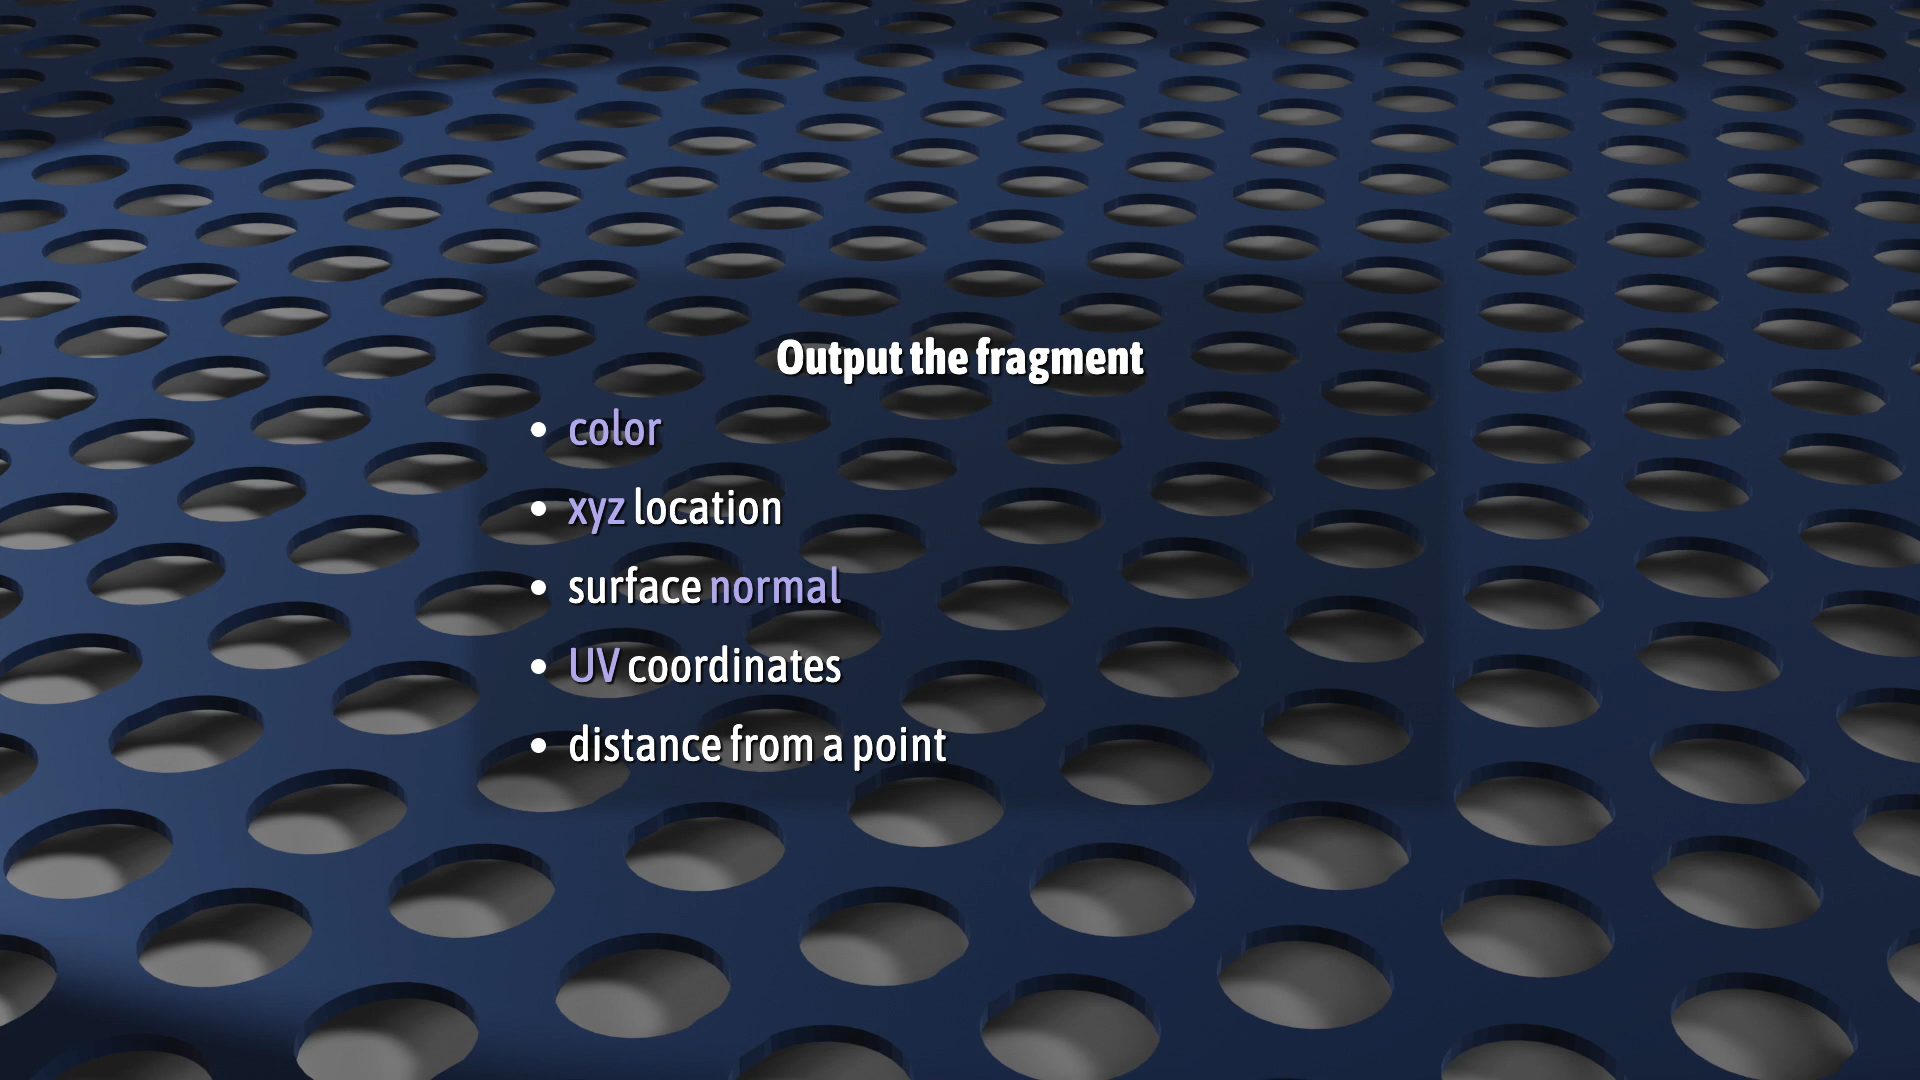 Output the fragment
• color
• xyz location
• surface normal
• UV coordinates
• distance from a point